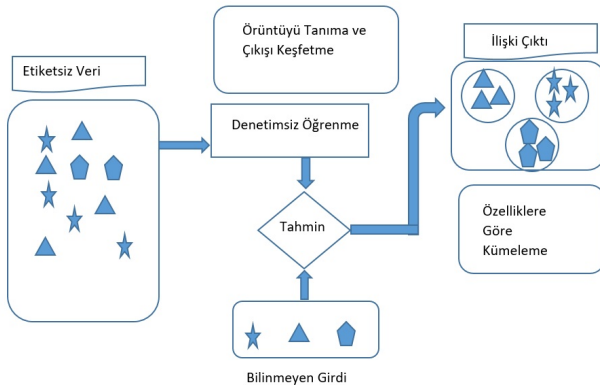 Örüntüyü Tanıma ve
Çıkışı Keşfetme
İlişki Çıktı
Etiketsiz Veri
Denetimsiz Öğrenme
Tahmin
Özelliklere
Göre
Kümeleme
Bilinmeyen Girdi